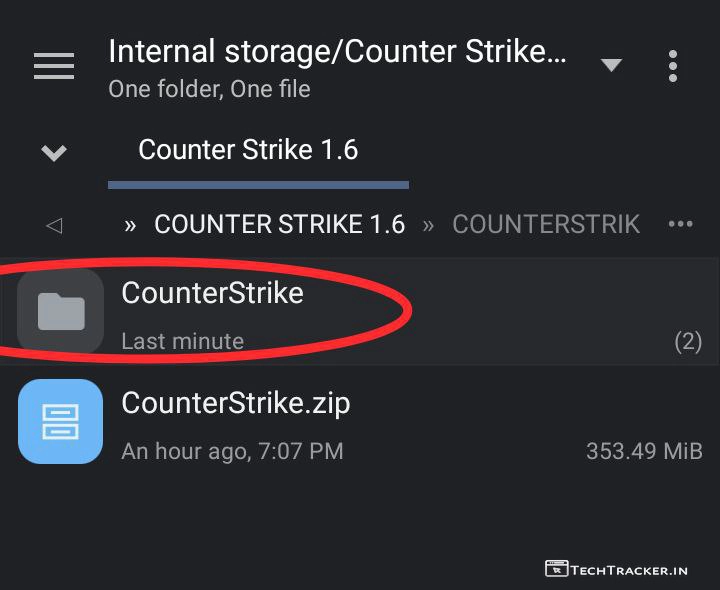 Internal storage/Counter Strike...
One folder, One file
Counter Strike 1.6
» COUNTER STRIKE 1.6 » COUNTERSTRIK ...
CounterStrike
Last minute (2)
CounterStrike.zip
An hour ago, 7:07 PM 353.49 MiB
TECHTRACKER.IN